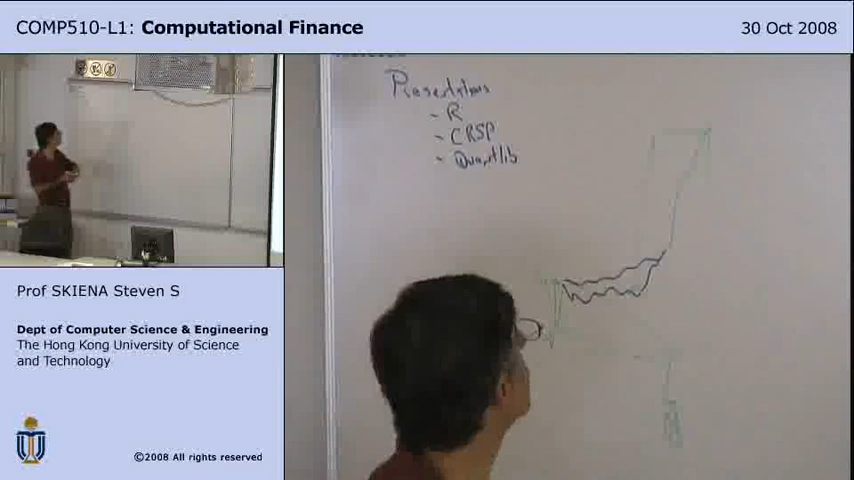 COMP510-L1: Computational Finance
30 Oct 2008
Presentations
- R
- CRSP
- Quantlib
Prof SKIENA Steven S
Dept of Computer Science & Engineering
The Hong Kong University of Science
and Technology
©2008 All rights reserved